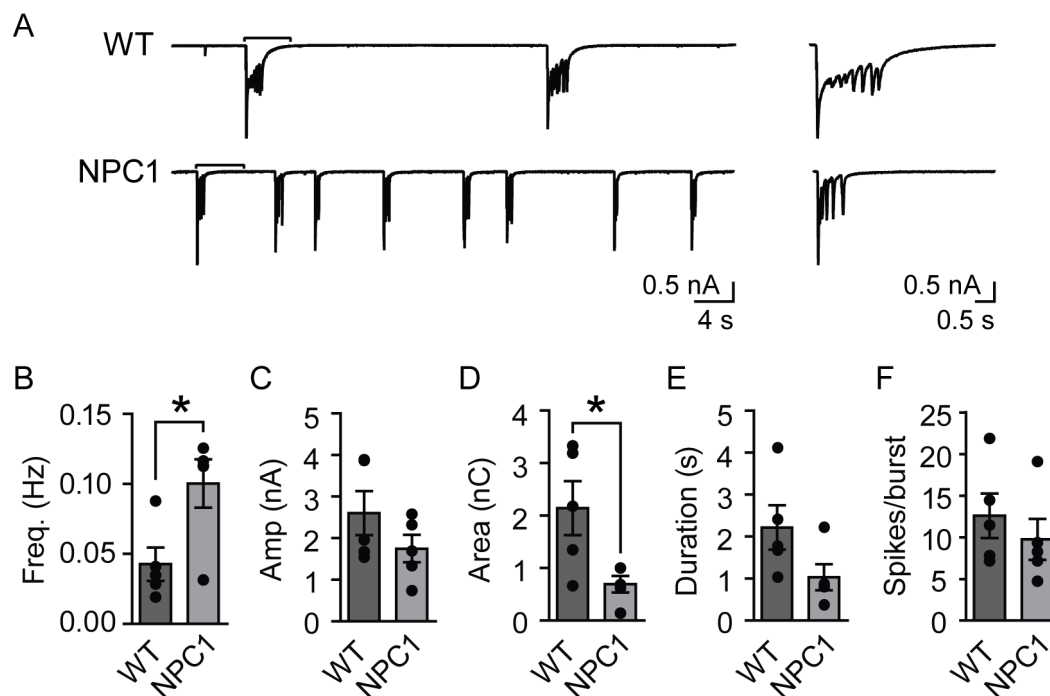 A
WT
NPC1
0.5 nA
4 s
0.5 nA
0.5 s
B
Freq. (Hz)
0.15
0.10
0.05
0.00
*
WT
NPC1
C
Amp (nA)
5
4
3
2
1
0
WT
NPC1
D
Area (nC)
4
3
2
1
0
*
WT
NPC1
E
Duration (s)
5
4
3
2
1
0
WT
NPC1
F
Spikes/burst
25
20
15
10
5
0
WT
NPC1